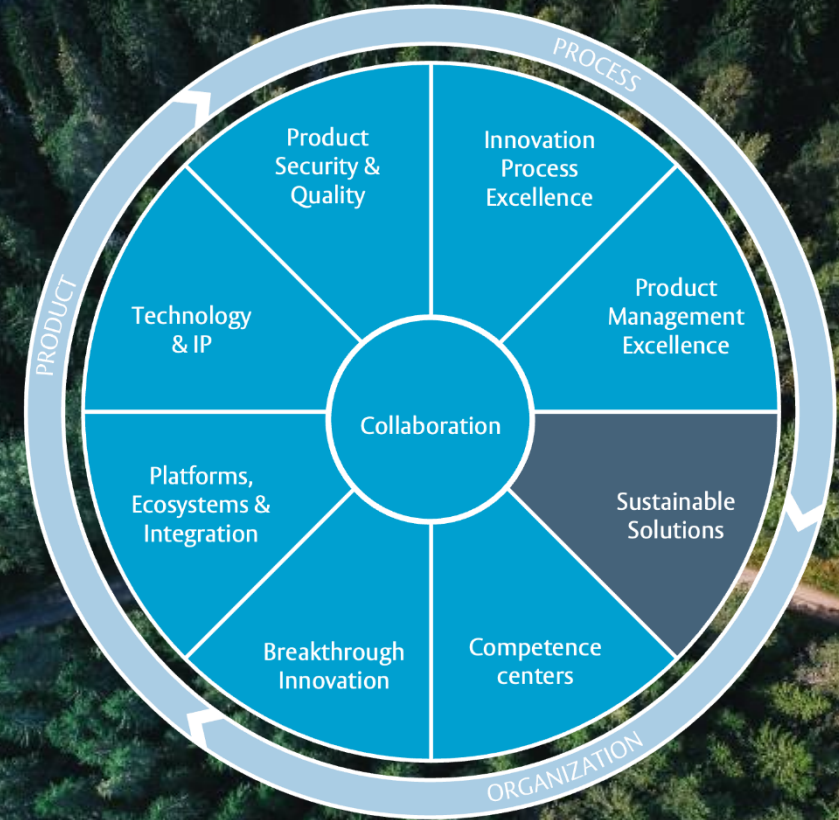 PROCESS
Product
Security &
Quality
Innovation
Process
Excellence
Product
Management
Excellence
PRODUCT
Technology
& IP
Collaboration
Platforms,
Ecosystems &
Integration
Sustainable
Solutions
Breakthrough
Innovation
Competence
centers
ORGANIZATION